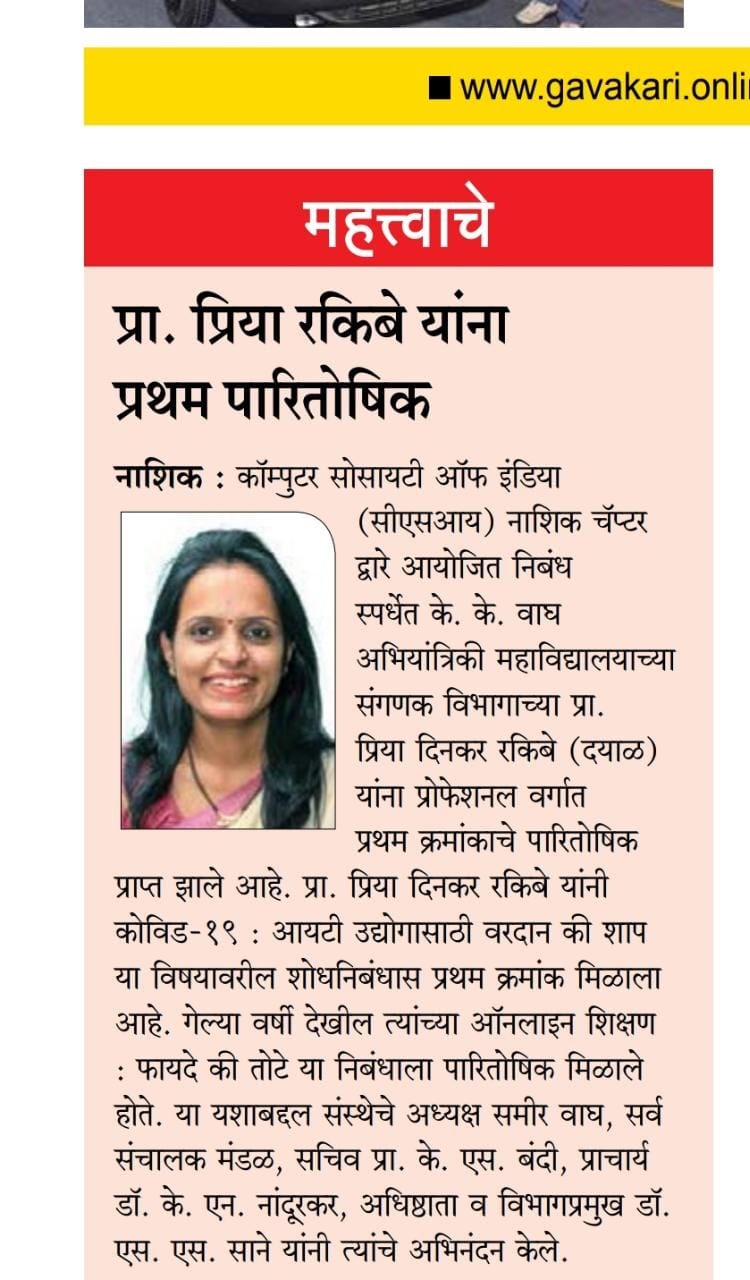 ■ www.gavakari.onli
महत्त्वाचे
प्रा. प्रिया रकिबे यांना
प्रथम पारितोषिक
नाशिक : कॉम्पुटर सोसायटी ऑफ इंडिया
(सीएसआय) नाशिक चॅप्टर
द्वारे आयोजित निबंध
स्पर्धेत के. के. वाघ
अभियांत्रिकी महाविद्यालयाच्या
संगणक विभागाच्या प्रा.
प्रिया दिनकर रकिबे (दयाळ)
यांना प्रोफेशनल वर्गात
प्रथम क्रमांकाचे पारितोषिक
प्राप्त झाले आहे. प्रा. प्रिया दिनकर रकिबे यांनी
कोविड-१९ : आयटी उद्योगासाठी वरदान की शाप
या विषयावरील शोधनिबंधास प्रथम क्रमांक मिळाला
आहे. गेल्या वर्षी देखील त्यांच्या ऑनलाइन शिक्षण
: फायदे की तोटे या निबंधाला पारितोषिक मिळाले
होते. या यशाबद्दल संस्थेचे अध्यक्ष समीर वाघ, सर्व
संचालक मंडळ, सचिव प्रा. के. एस. बंदी, प्राचार्य
डॉ. के. एन. नांदूरकर, अधिष्ठाता व विभागप्रमुख डॉ.
एस. एस. साने यांनी त्यांचे अभिनंदन केले.